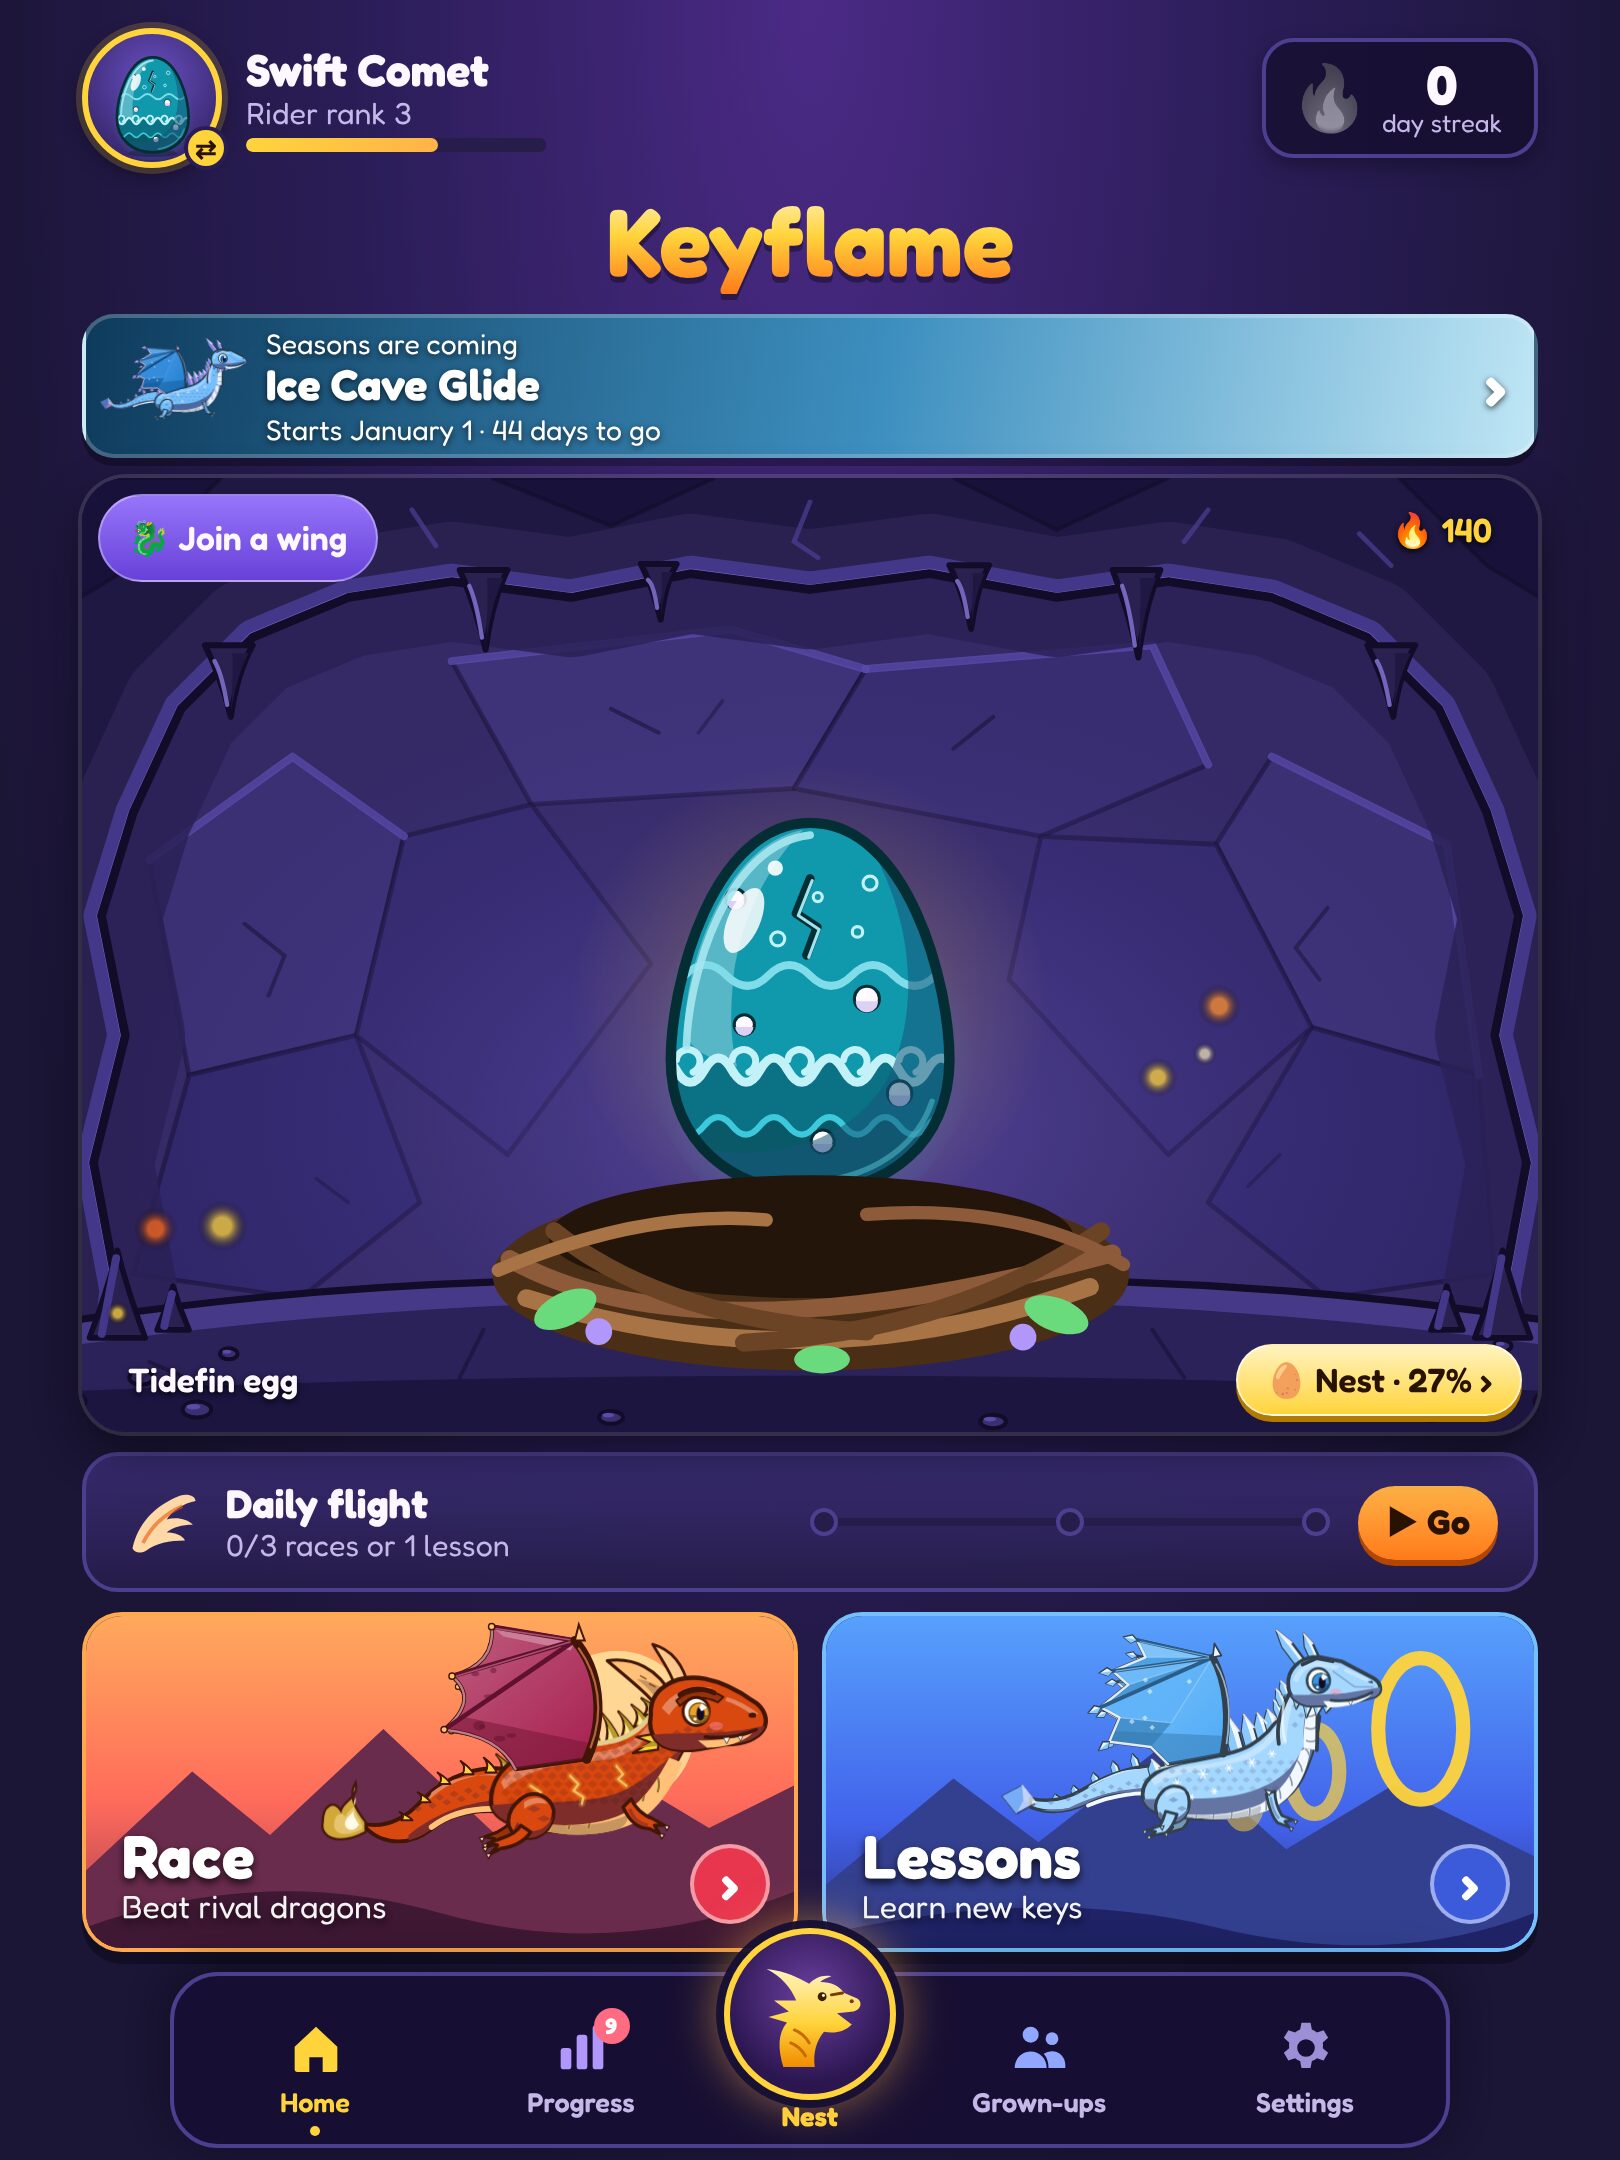 Swift Comet
Rider rank 3
0
day streak
Keyflame
Seasons are coming
Ice Cave Glide
Starts January 1 · 44 days to go
Join a wing
140
Tidefin egg
Nest · 27% ›
Daily flight
0/3 races or 1 lesson
Go
Race
Beat rival dragons
Lessons
Learn new keys
Home
9
Progress
Nest
Grown-ups
Settings